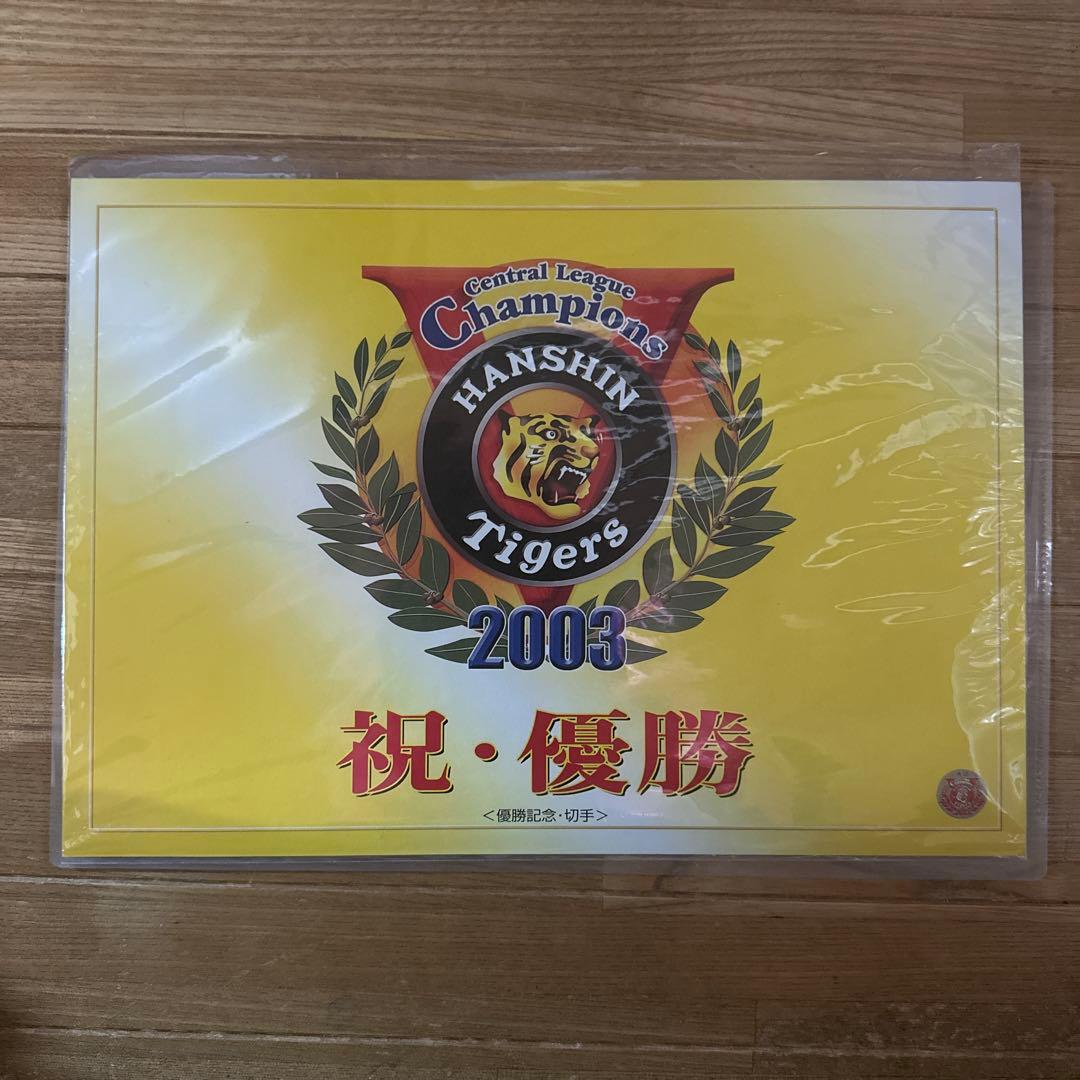 Central League
Champions
HANSHIN
Tigers
2003
祝・優勝
＜優勝記念・切手＞